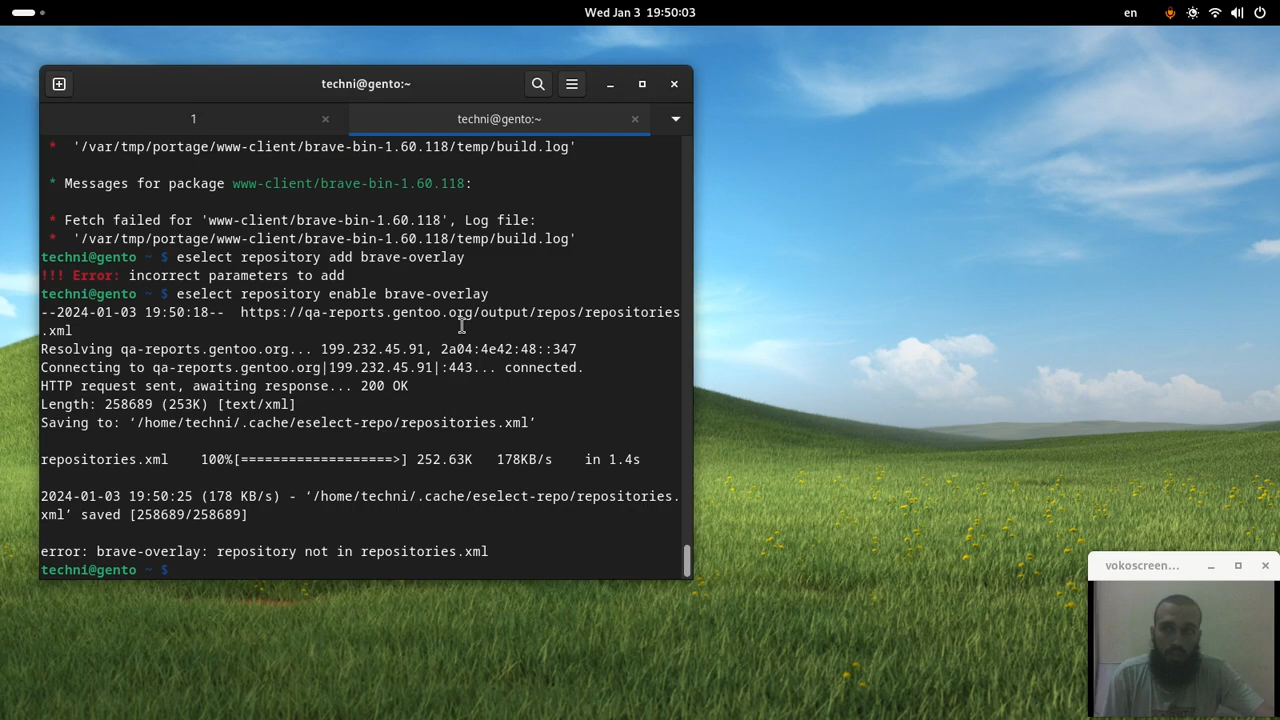 Wed Jan 3 19:50:03
en
techni@gento:~
1
techni@gento:~
* '/var/tmp/portage/www-client/brave-bin-1.60.118/temp/build.log'
* Messages for package www-client/brave-bin-1.60.118:
* Fetch failed for 'www-client/brave-bin-1.60.118', Log file:
* '/var/tmp/portage/www-client/brave-bin-1.60.118/temp/build.log'
techni@gento ~ $ eselect repository add brave-overlay
!!! Error: incorrect parameters to add
techni@gento ~ $ eselect repository enable brave-overlay
--2024-01-03 19:50:18-- https://qa-reports.gentoo.org/output/repos/repositories
.xml
Resolving qa-reports.gentoo.org... 199.232.45.91, 2a04:4e42:48::347
Connecting to qa-reports.gentoo.org|199.232.45.91|:443... connected.
HTTP request sent, awaiting response... 200 OK
Length: 258689 (253K) [text/xml]
Saving to: ‘/home/techni/.cache/eselect-repo/repositories.xml’
repositories.xml 100%[===================>] 252.63K 178KB/s in 1.4s
2024-01-03 19:50:25 (178 KB/s) - ‘/home/techni/.cache/eselect-repo/repositories.
xml’ saved [258689/258689]
error: brave-overlay: repository not in repositories.xml
techni@gento ~ $
vokoscreen...